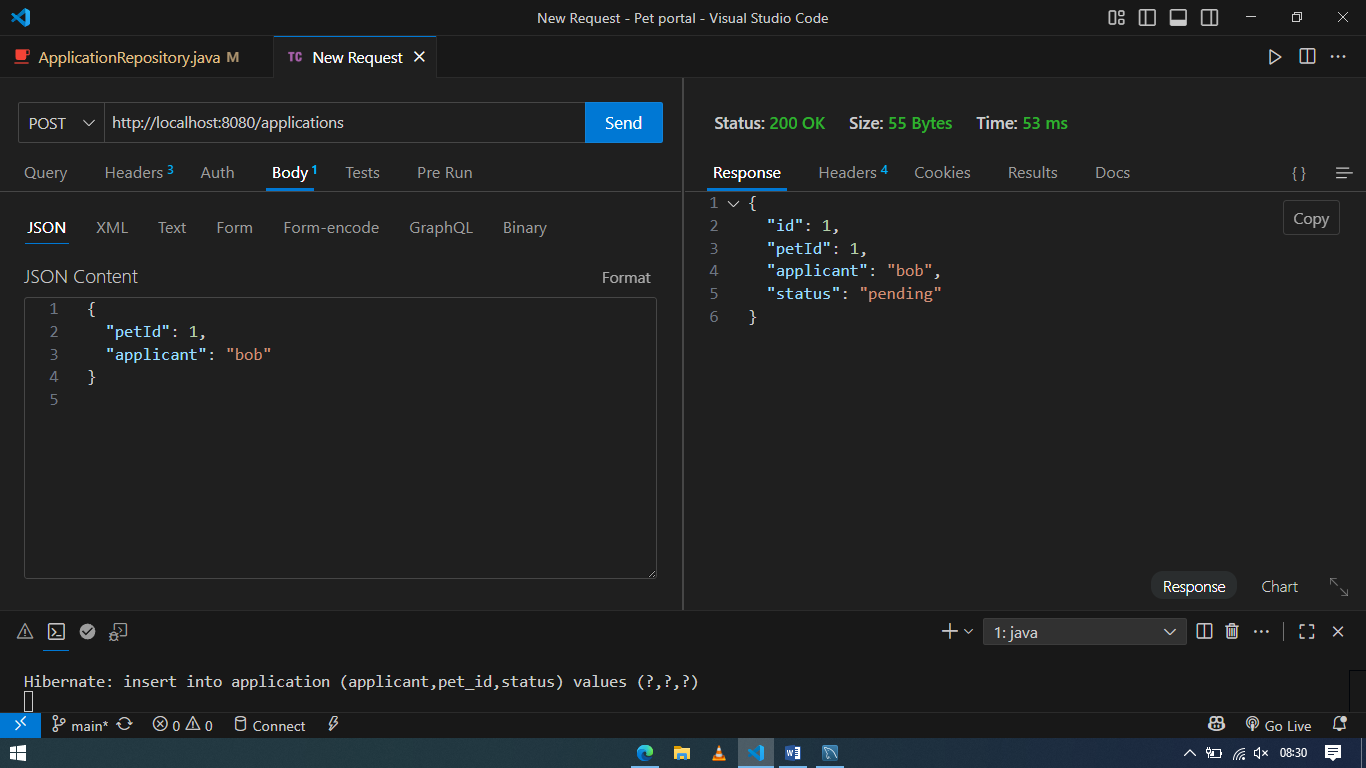 New Request - Pet portal - Visual Studio Code
ApplicationRepository.java M
TC New Request
POST http://localhost:8080/applications Send
Status: 200 OK Size: 55 Bytes Time: 53 ms
Query Headers 3 Auth Body 1 Tests Pre Run
Response Headers 4 Cookies Results Docs { }
JSON XML Text Form Form-encode GraphQL Binary
JSON Content Format
1 {
2 "petId": 1,
3 "applicant": "bob"
4 }
5
Copy
1 {
2 "id": 1,
3 "petId": 1,
4 "applicant": "bob",
5 "status": "pending"
6 }
Response Chart
1: java
Hibernate: insert into application (applicant,pet_id,status) values (?,?,?)
main* 0 0 Connect Go Live
08:30